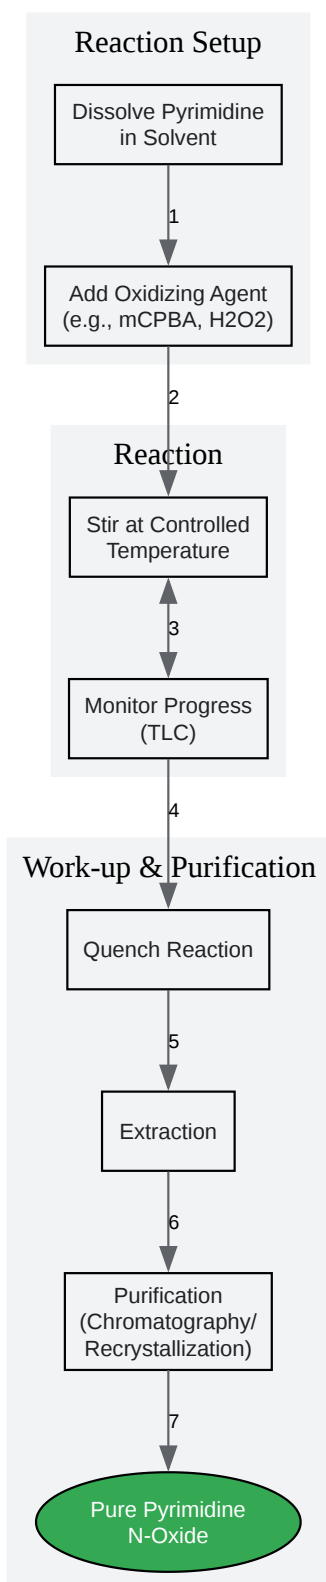 Reaction Setup
Dissolve Pyrimidine
in Solvent
1
Add Oxidizing Agent
(e.g., mCPBA, H2O2)
2
Reaction
Stir at Controlled
Temperature
3
Monitor Progress
(TLC)
4
Work-up & Purification
Quench Reaction
5
Extraction
6
Purification
(Chromatography/
Recrystallization)
7
Pure Pyrimidine
N-Oxide